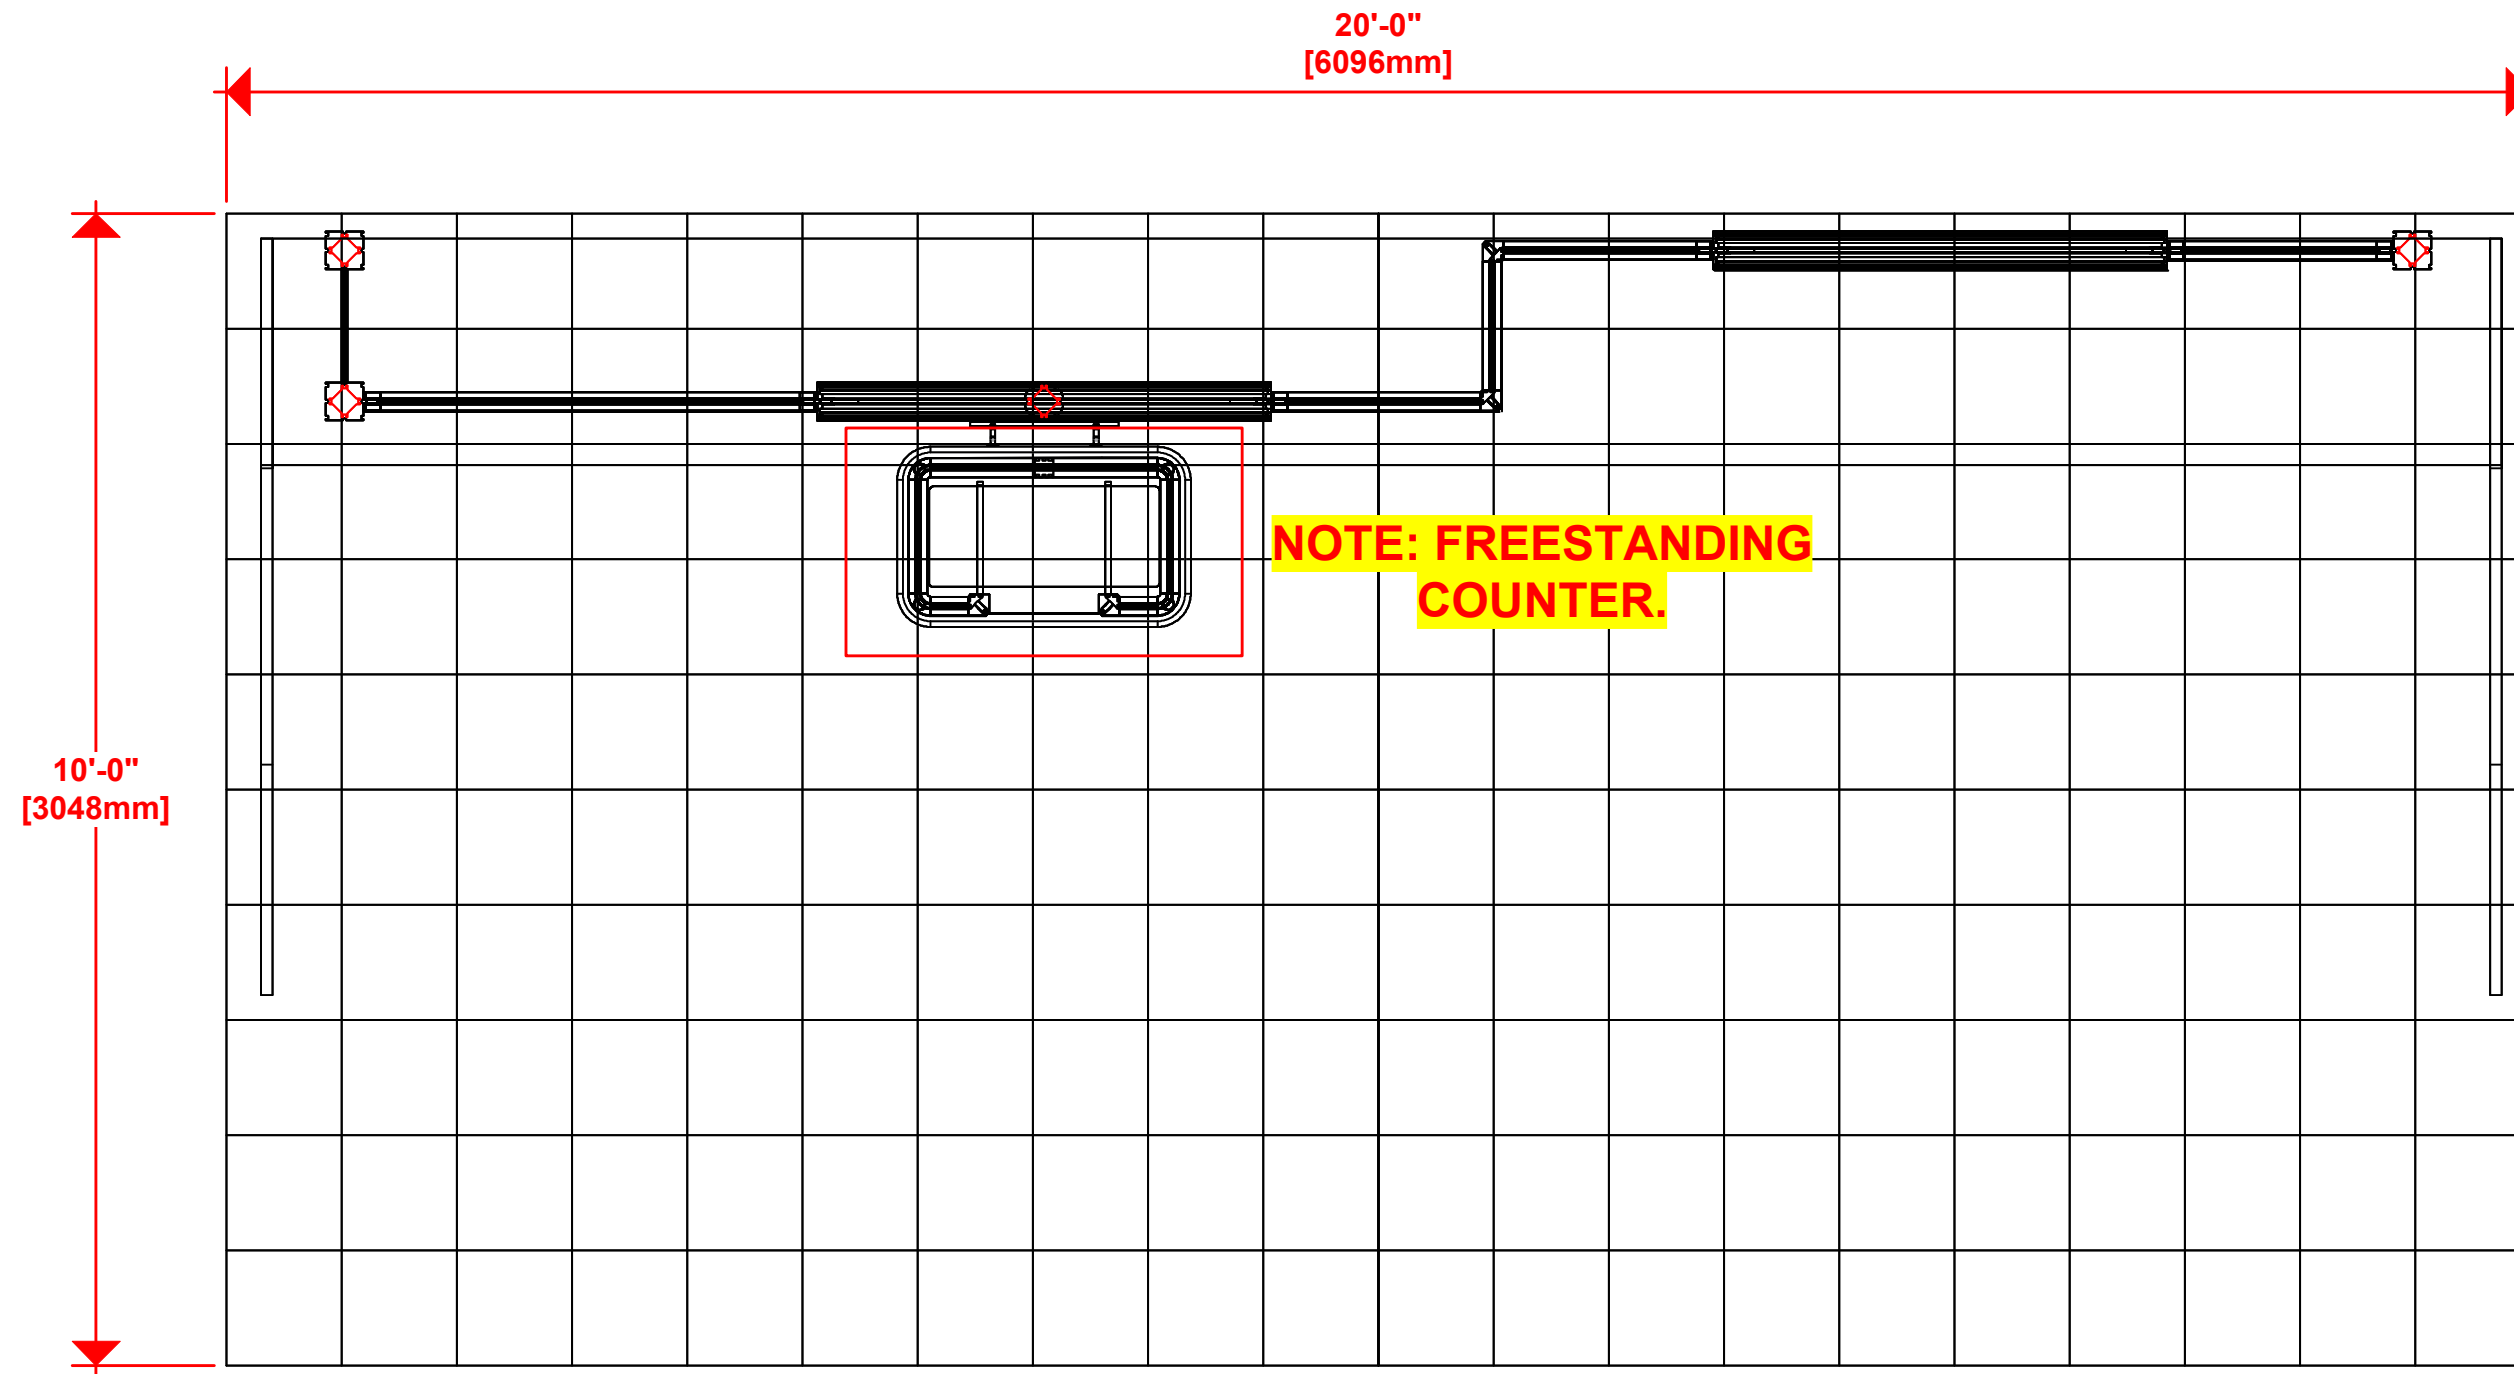 20'-0"
[6096mm]
NOTE: FREESTANDING
COUNTER.
10'-0"
[3048mm]